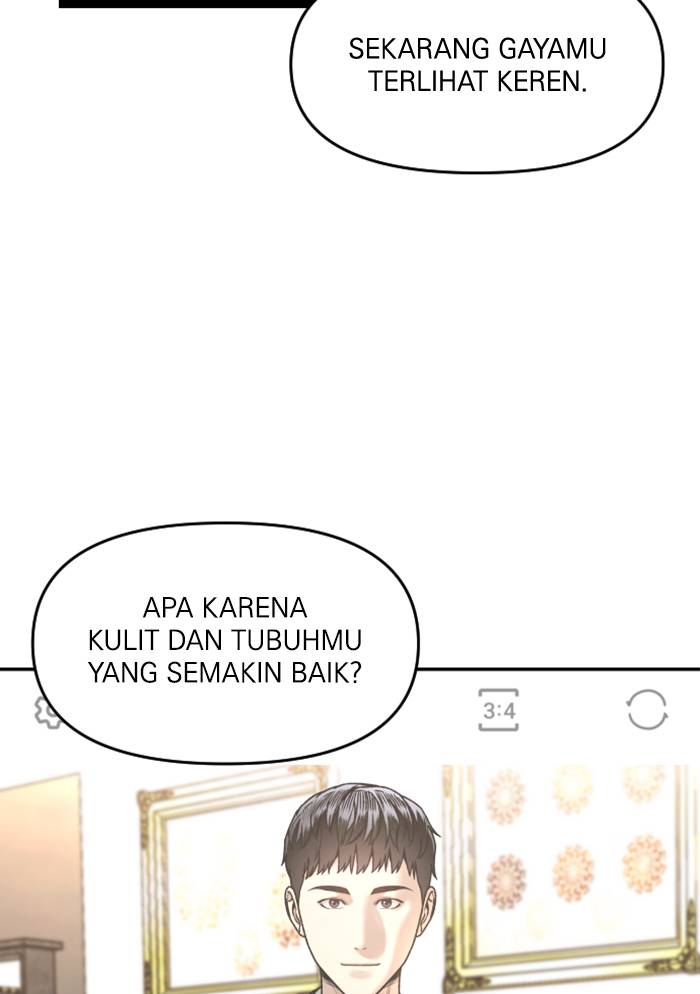 SEKARANG GAYAMU
TERLIHAT KEREN.
APA KARENA
KULIT DAN TUBUHMU
YANG SEMAKIN BAIK?
3:4